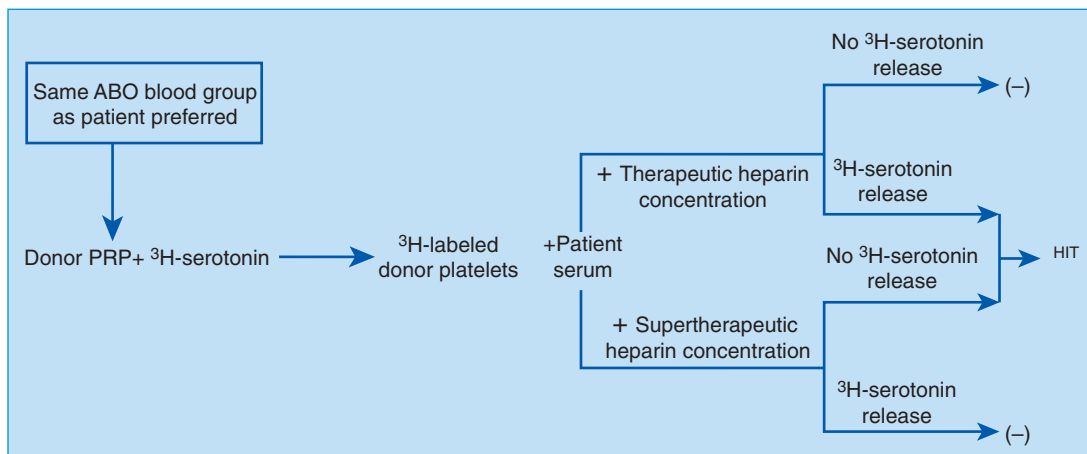 Same ABO blood group
as patient preferred
Donor PRP+ ³H-serotonin
³H-labeled
donor platelets
+Patient
serum
+ Therapeutic heparin
concentration
+ Supertherapeutic
heparin concentration
No ³H-serotonin
release
(–)
³H-serotonin
release
No ³H-serotonin
release
HIT
³H-serotonin
release
(–)